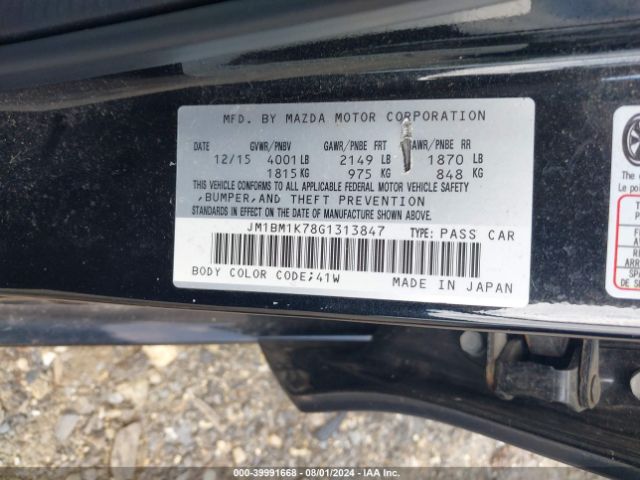 MFD. BY MAZDA MOTOR CORPORATION
DATE GVWR/PNBV GAWR/PNBE FRT GAWR/PNBE RR
12/15 4001 LB 2149 LB 1870 LB
1815 KG 975 KG 848 KG
THIS VEHICLE CONFORMS TO ALL APPLICABLE FEDERAL MOTOR VEHICLE SAFETY
,BUMPER,AND THEFT PREVENTION
STANDARDS IN EFFECT ON THE DATE OF MANUFACTURE SHOWN ABOVE.
JM1BM1K78G1313847 TYPE: PASS CAR
BODY COLOR CODE;41W MADE IN JAPAN
Le po
DE S
000-39991668 - 08/01/2024 - IAA Inc.